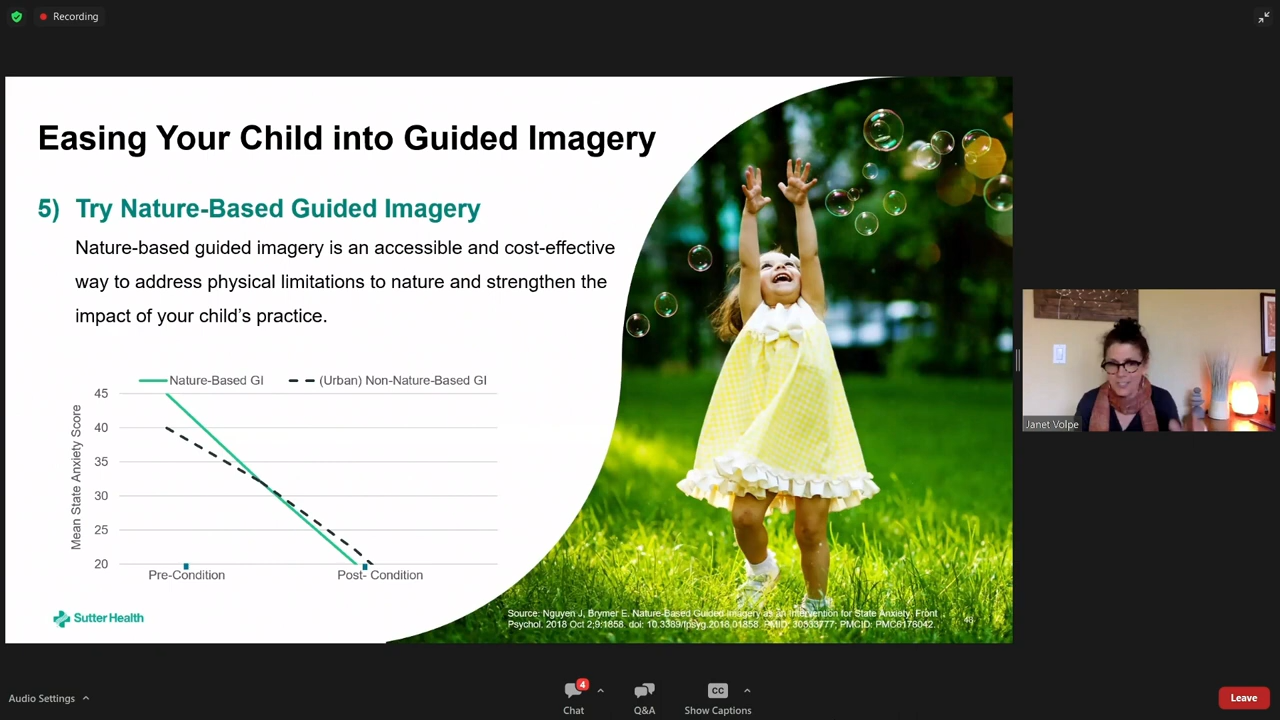 Recording
Easing Your Child into Guided Imagery
5) Try Nature-Based Guided Imagery
Nature-based guided imagery is an accessible and cost-effective
way to address physical limitations to nature and strengthen the
impact of your child's practice.
Nature-Based GI (Urban) Non-Nature-Based GI
Mean State Anxiety Score
45
40
35
30
25
20
Pre-Condition Post- Condition
Sutter Health
Source: Nguyen J, Brymer E. Nature-Based Guided Imagery as an Intervention for State Anxiety. Front
Psychol. 2018 Oct 2;9:1858. doi: 10.3389/fpsyg.2018.01858. PMID: 30333777; PMCID: PMC6176042.
48
Janet Volpe
Audio Settings
4
Chat
Q&A
CC
Show Captions
Leave